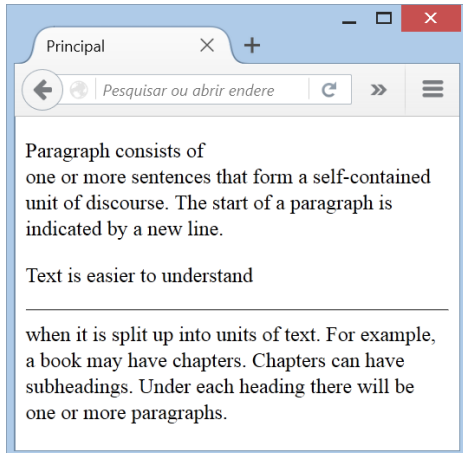 Principal
Pesquisar ou abrir endere
Paragraph consists of
one or more sentences that form a self-contained
unit of discourse. The start of a paragraph is
indicated by a new line.
Text is easier to understand
when it is split up into units of text. For example,
a book may have chapters. Chapters can have
subheadings. Under each heading there will be
one or more paragraphs.